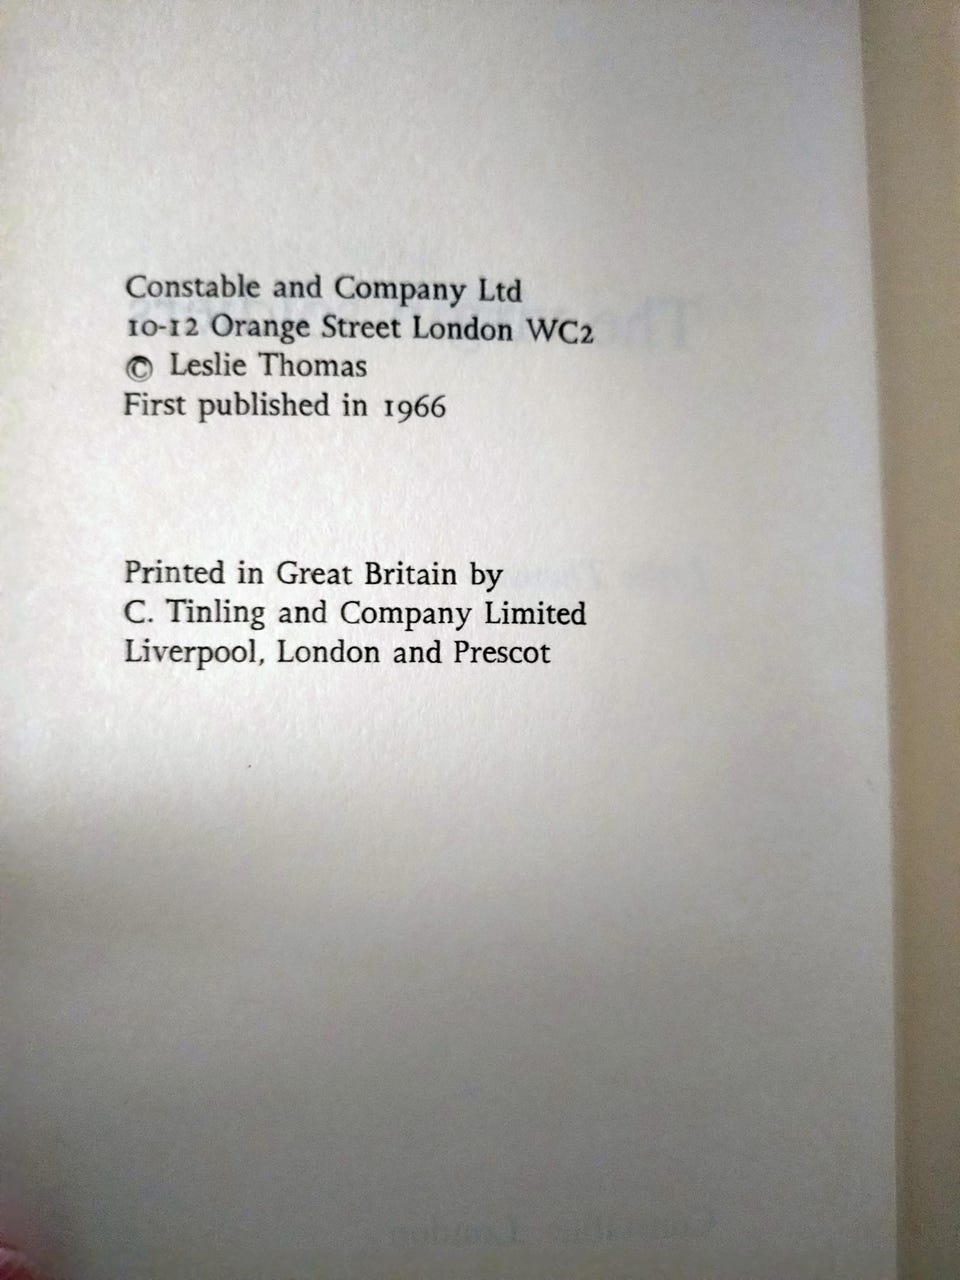 Constable and Company Ltd
10-12 Orange Street London WC2
© Leslie Thomas
First published in 1966
Printed in Great Britain by
C. Tinling and Company Limited
Liverpool, London and Prescot